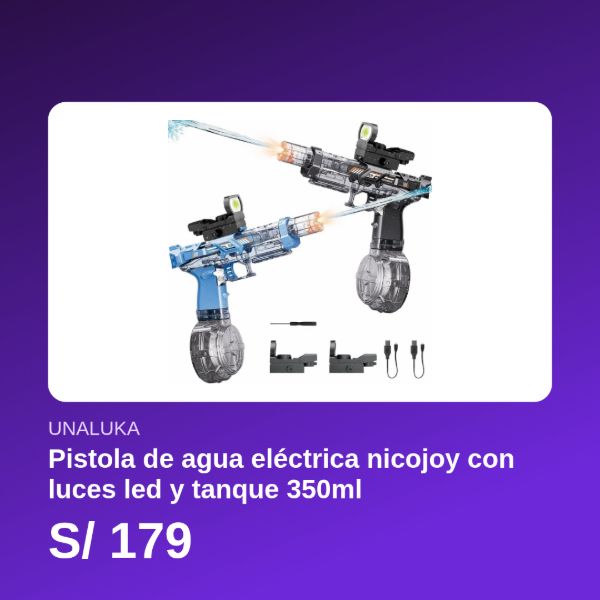 UNALUKA
Pistola de agua eléctrica nicojoy con
luces led y tanque 350ml
S/ 179